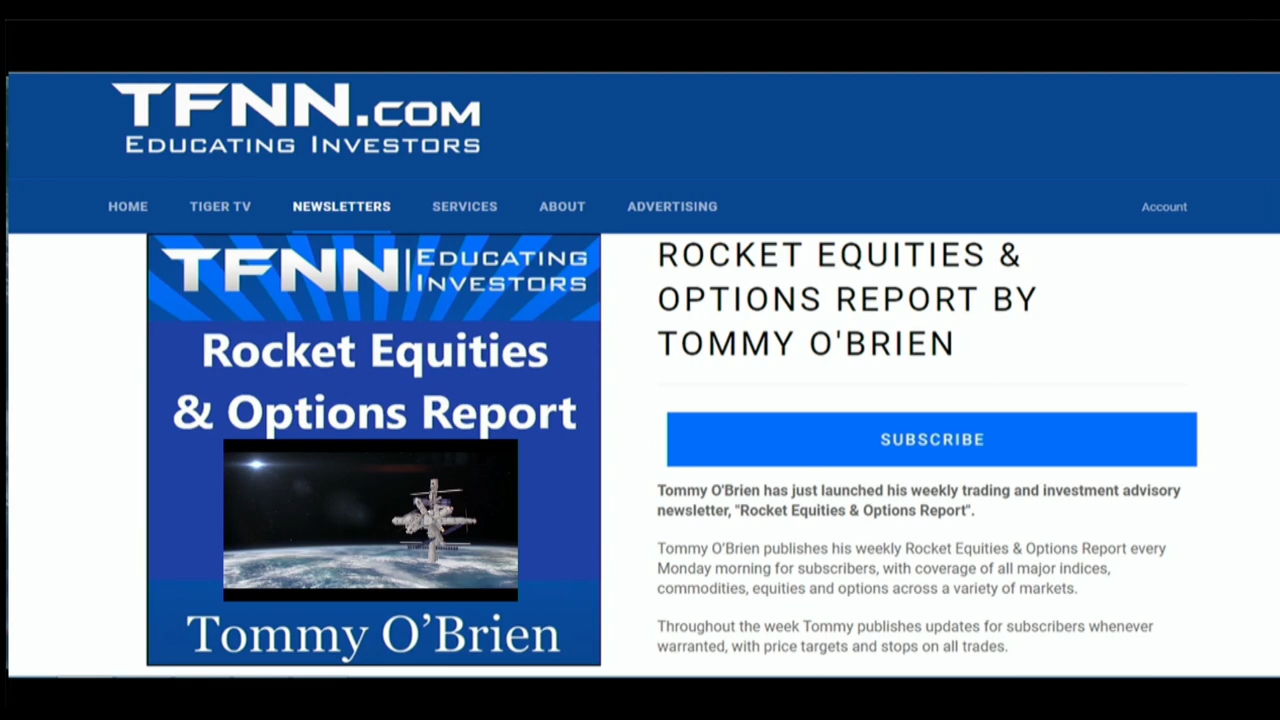 TFNN.COM
EDUCATING INVESTORS
HOME TIGER TV NEWSLETTERS SERVICES ABOUT ADVERTISING Account
TFNN EDUCATING
INVESTORS
Rocket Equities
& Options Report
Tommy O’Brien
ROCKET EQUITIES &
OPTIONS REPORT BY
TOMMY O'BRIEN
SUBSCRIBE
Tommy O'Brien has just launched his weekly trading and investment advisory
newsletter, "Rocket Equities & Options Report".
Tommy O’Brien publishes his weekly Rocket Equities & Options Report every
Monday morning for subscribers, with coverage of all major indices,
commodities, equities and options across a variety of markets.
Throughout the week Tommy publishes updates for subscribers whenever
warranted, with price targets and stops on all trades.